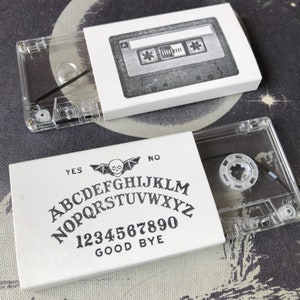 YES NO
ABCDEFGHIJKLM
NOPQRSTUVWXYZ
1234567890
GOOD BYE